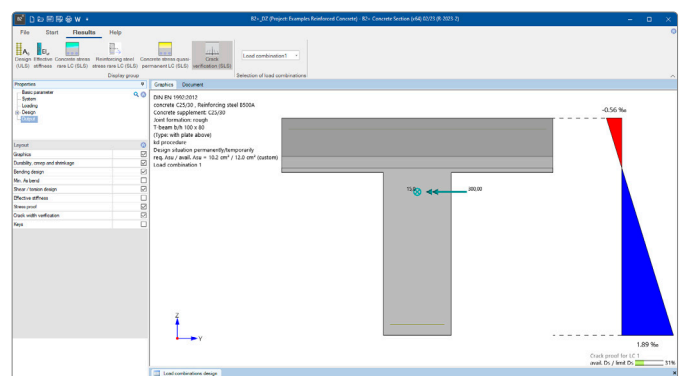 B2+_DZ (Project: Examples Reinforced Concrete) - B2+ Concrete Section (x64) 02/23 (R-2023-2)
File Start Results Help
Design (ULS)
Effective stiffness
Concrete stress rare LC (SLS)
Reinforcing steel stress rare LC (SLS)
Concrete stress quasi-permanent LC (SLS)
Crack verification (SLS)
Display group
Load combination1
Selection of load combinations
Properties
Basic parameter
System
Loading
Design
Output
Layout
Graphics
Durability, creep and shrinkage
Bending design
Min. As bend
Shear / torsion design
Effective stiffness
Stress proof
Crack width verification
Keys
Graphics Document
DIN EN 1992:2012
concrete C25/30 , Reinforcing steel B500A
Concrete supplement: C25/30
Joint formation: rough
T-beam b/h 100 x 80
(Type: with plate above)
kd procedure
Design situation permanently/temporarily
req. Asu / avail. Asu = 10.2 cm² / 12.0 cm² (custom)
Load combination 1
300.00
-0.56 ‰
1.89 ‰
Z
Y
Crack proof for LC 1
avail. Ds / limit Ds 31%
Load combinations design